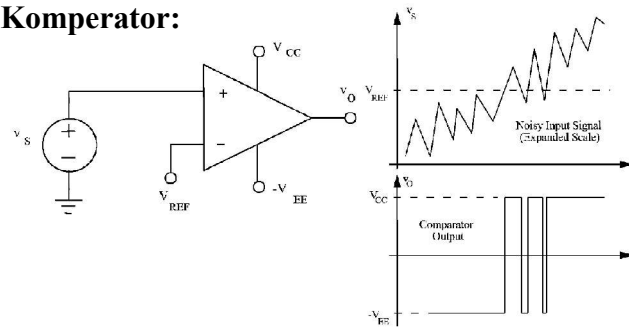 Komperator:
V CC
+
−
v O
v S
+
−
V REF
-V EE
v S
V REF
Noisy Input Signal
(Expanded Scale)
v O
V CC
Comparator
Output
-V EE